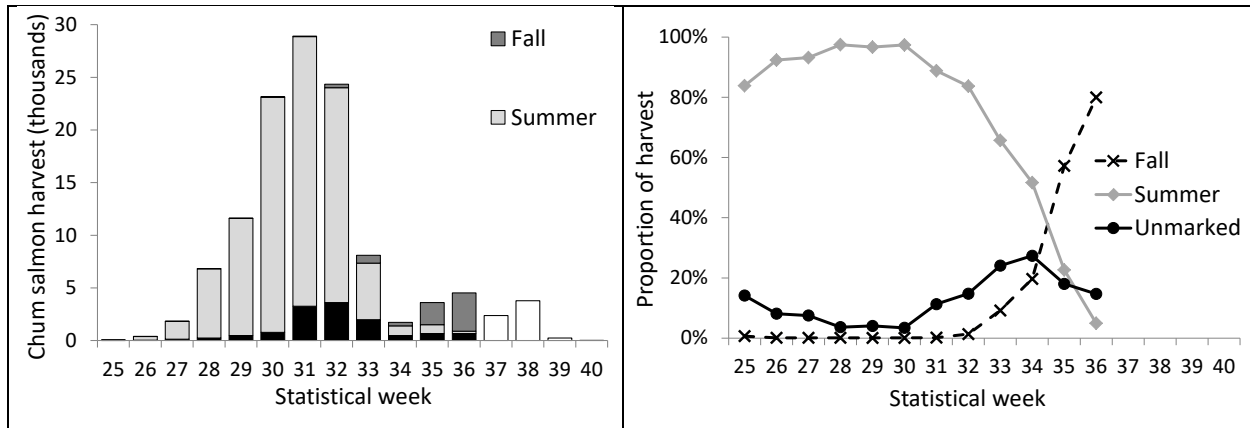 Chum salmon harvest (thousands)
30
25
20
15
10
5
0
Fall
Summer
25 26 27 28 29 30 31 32 33 34 35 36 37 38 39 40
Statistical week
Proportion of harvest
100%
80%
60%
40%
20%
0%
Fall
Summer
Unmarked
25 26 27 28 29 30 31 32 33 34 35 36 37 38 39 40
Statistical week